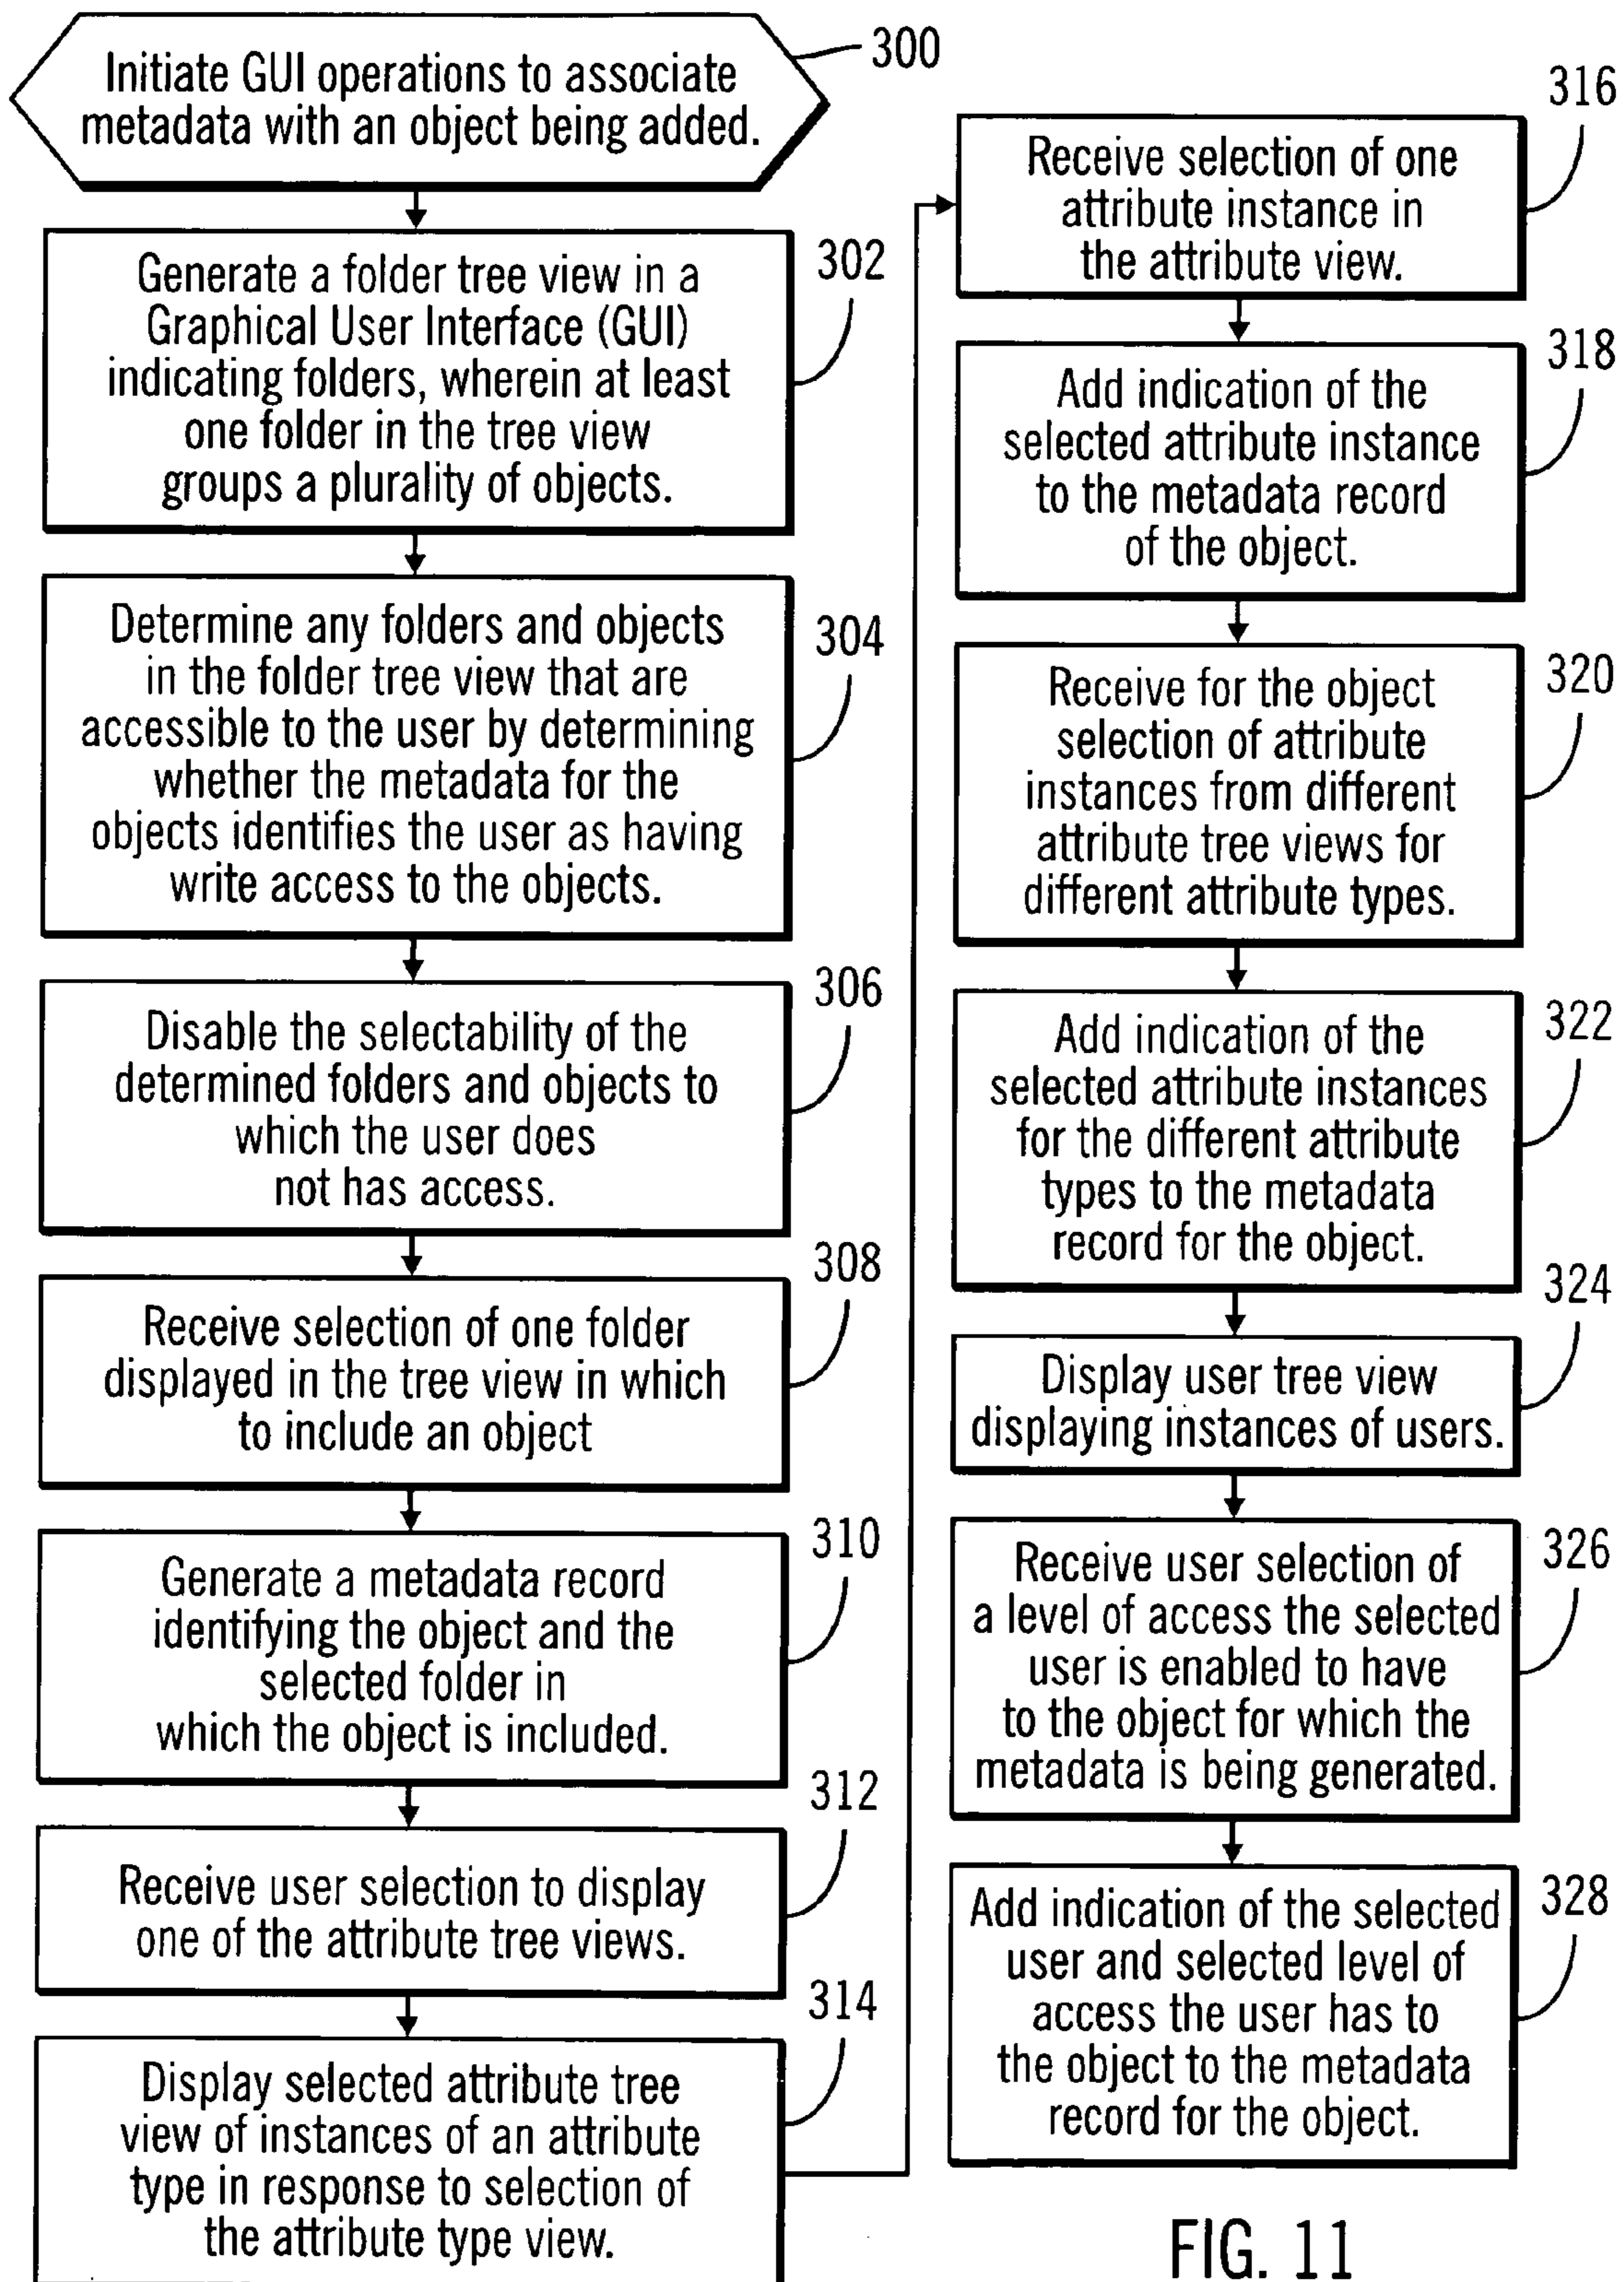 Initiate GUI operations to associate
metadata with an object being added.
300
Generate a folder tree view in a
Graphical User Interface (GUI)
indicating folders, wherein at least
one folder in the tree view
groups a plurality of objects.
302
Determine any folders and objects
in the folder tree view that are
accessible to the user by determining
whether the metadata for the
objects identifies the user as having
write access to the objects.
304
Disable the selectability of the
determined folders and objects to
which the user does
not has access.
306
Receive selection of one folder
displayed in the tree view in which
to include an object
308
Generate a metadata record
identifying the object and the
selected folder in
which the object is included.
310
Receive user selection to display
one of the attribute tree views.
312
Display selected attribute tree
view of instances of an attribute
type in response to selection of
the attribute type view.
314
Receive selection of one
attribute instance in
the attribute view.
316
Add indication of the
selected attribute instance
to the metadata record
of the object.
318
Receive for the object
selection of attribute
instances from different
attribute tree views for
different attribute types.
320
Add indication of the
selected attribute instances
for the different attribute
types to the metadata
record for the object.
322
Display user tree view
displaying instances of users.
324
Receive user selection of
a level of access the selected
user is enabled to have
to the object for which the
metadata is being generated.
326
Add indication of the selected
user and selected level of
access the user has to
the object to the metadata
record for the object.
328
FIG. 11